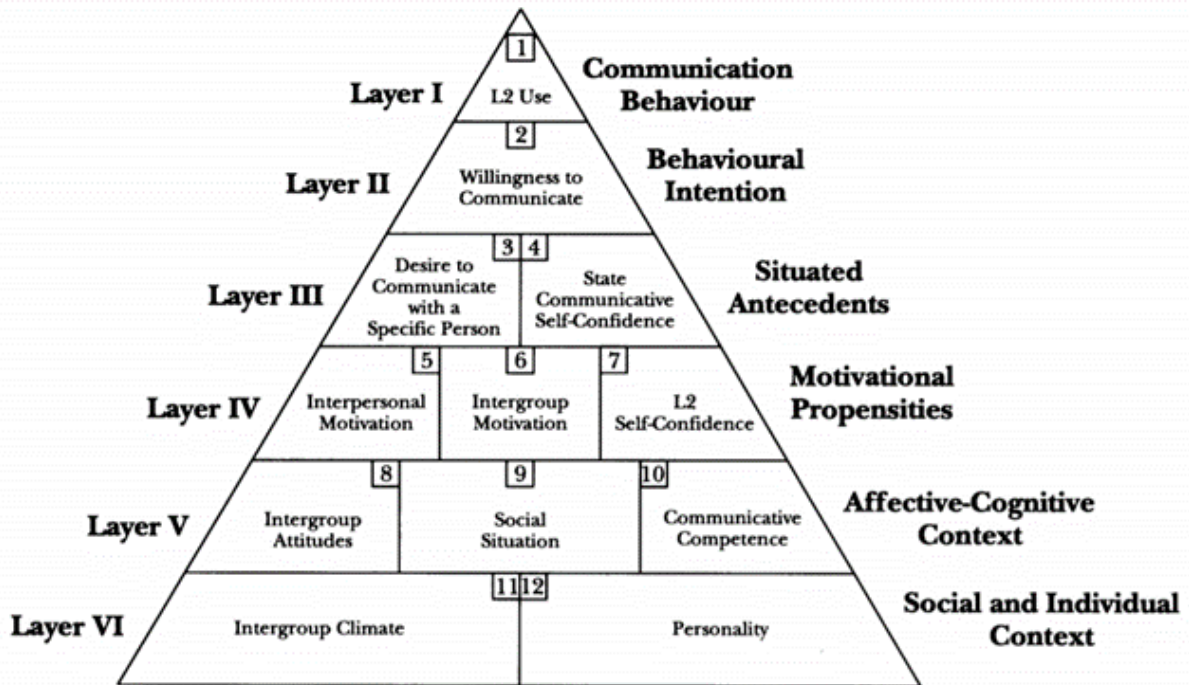 1
Layer I
L2 Use
Communication
Behaviour
2
Layer II
Willingness to
Communicate
Behavioural
Intention
3 4
Layer III
Desire to
Communicate
with a
Specific Person
State
Communicative
Self-Confidence
Situated
Antecedents
5 6 7
Layer IV
Interpersonal
Motivation
Intergroup
Motivation
L2
Self-Confidence
Motivational
Propensities
8 9 10
Layer V
Intergroup
Attitudes
Social
Situation
Communicative
Competence
Affective-Cognitive
Context
11 12
Layer VI
Intergroup Climate
Personality
Social and Individual
Context